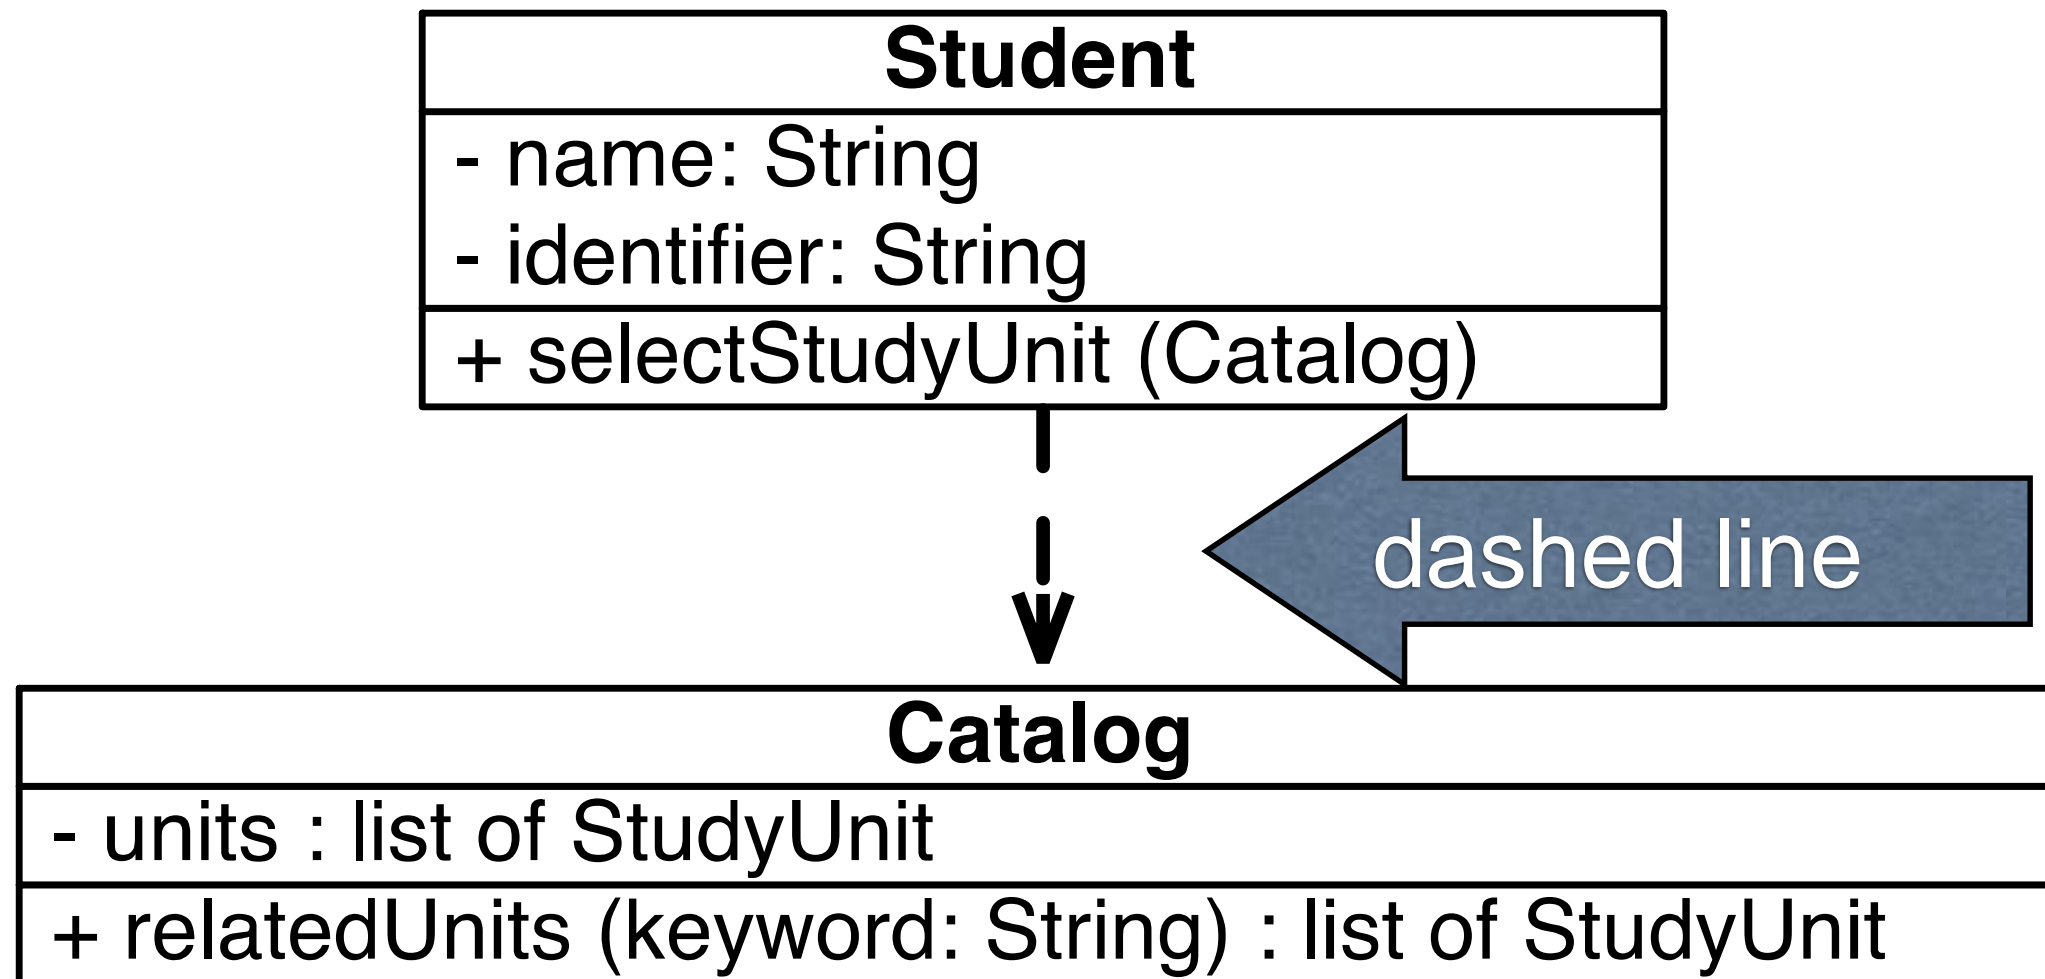 Student
- name: String
- identifier: String
+ selectStudyUnit (Catalog)
dashed line
Catalog
- units : list of StudyUnit
+ relatedUnits (keyword: String) : list of StudyUnit